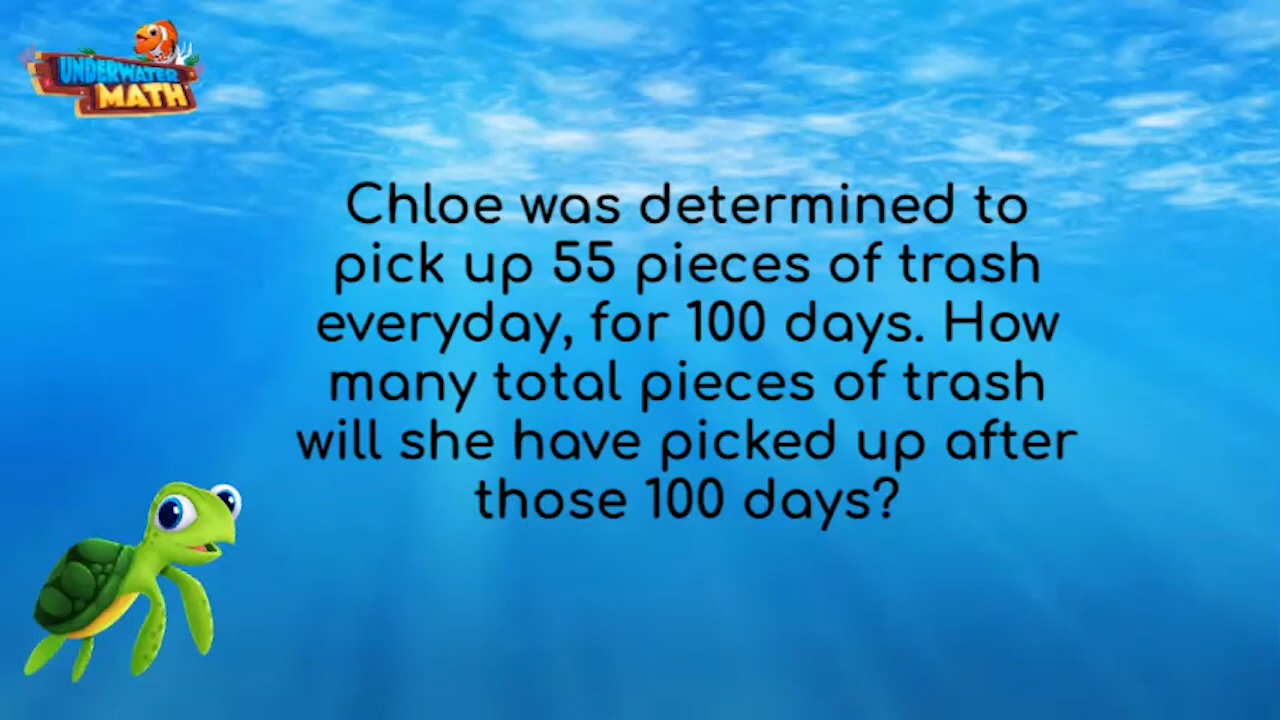 UNDERWATER
MATH
Chloe was determined to
pick up 55 pieces of trash
everyday, for 100 days. How
many total pieces of trash
will she have picked up after
those 100 days?